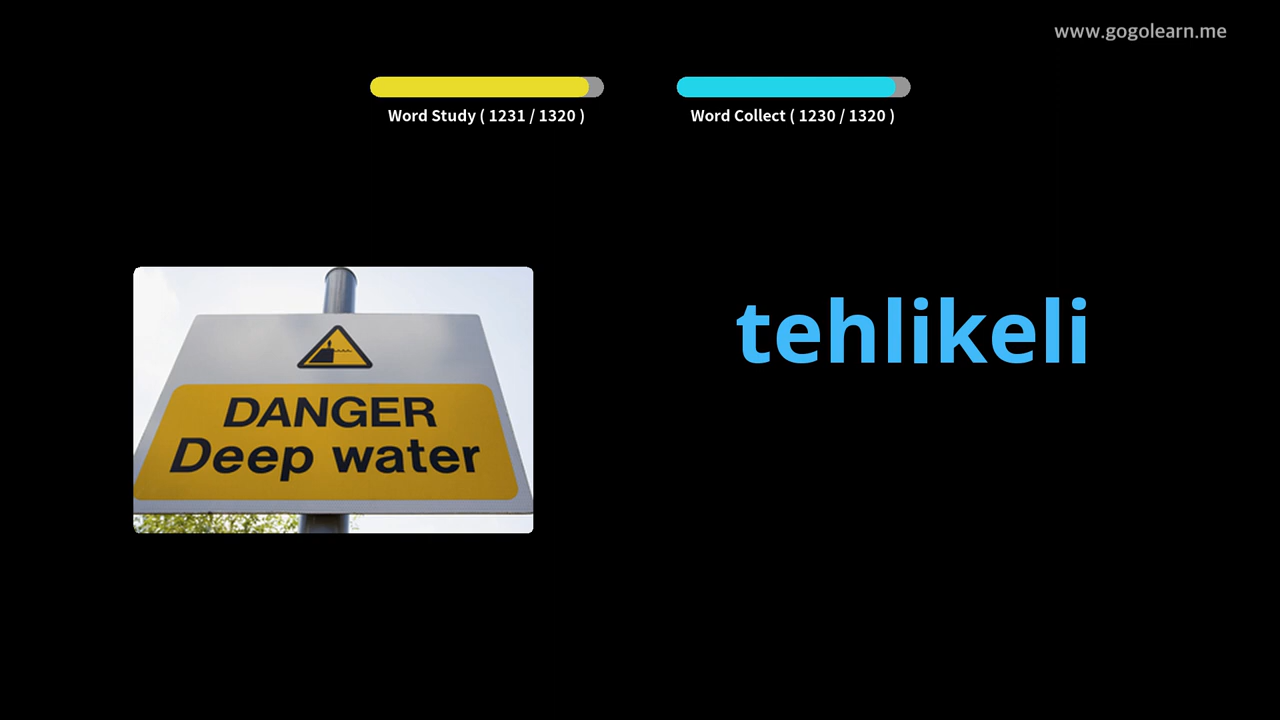 www.gogolearn.me
Word Study ( 1231 / 1320 )
Word Collect ( 1230 / 1320 )
tehlikeli
DANGER
Deep water